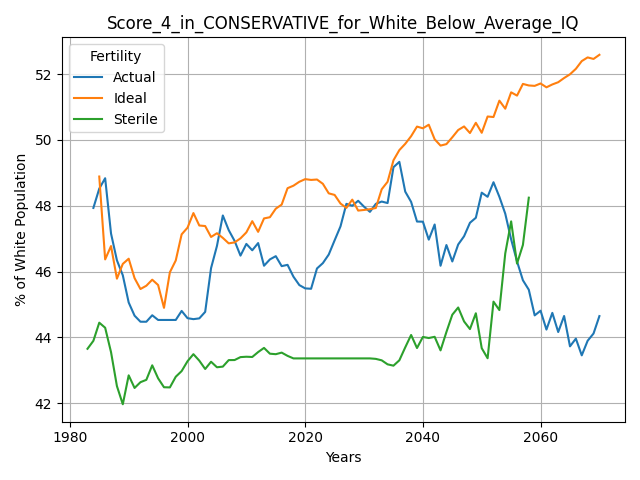 Score_4_in_CONSERVATIVE_for_White_Below_Average_IQ
Fertility
Actual
Ideal
Sterile
% of White Population
52
50
48
46
44
42
1980
2000
2020
2040
2060
Years